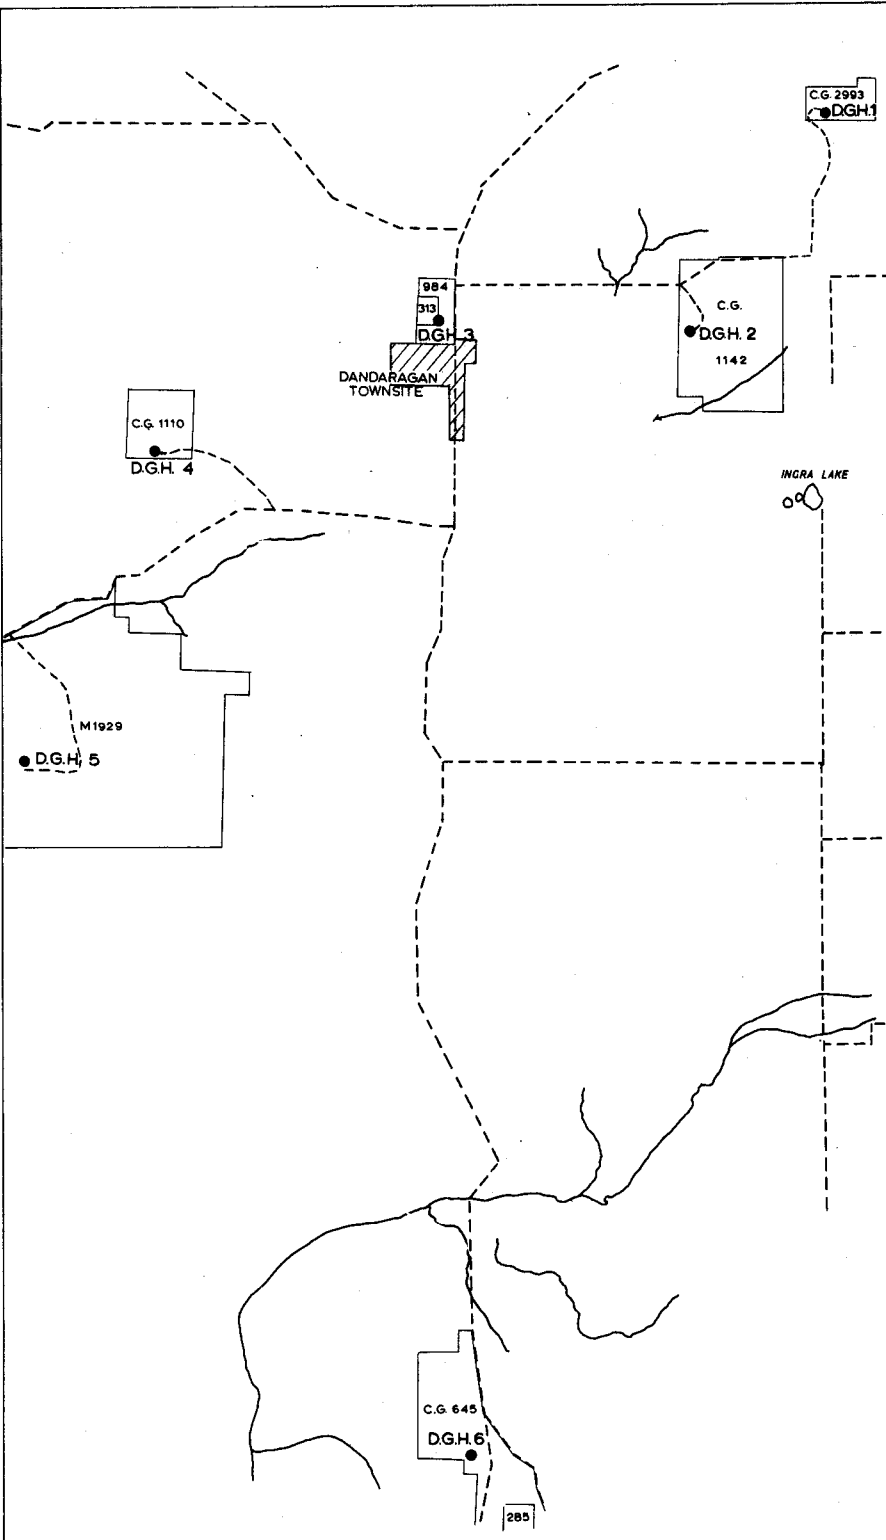 C.G. 2993
D.G.H.1
984
313
D.G.H. 3
C.G.
D.G.H. 2
1142
DANDARAGAN
TOWNSITE
C.G. 1110
D.G.H. 4
INGRA LAKE
M1929
D.G.H. 5
C.G. 645
D.G.H. 6
285